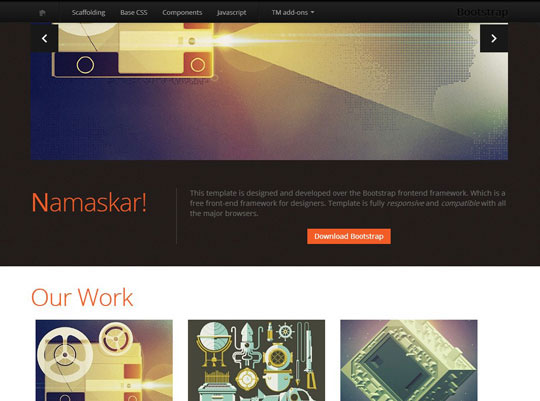 Scaffolding Base CSS Components Javascript TM add-ons Bootstrap
Namaskar!
This template is designed and developed over the Bootstrap frontend framework. Which is a
free front-end framework for designers. Template is fully responsive and compatible with all
the major browsers.
Download Bootstrap
Our Work